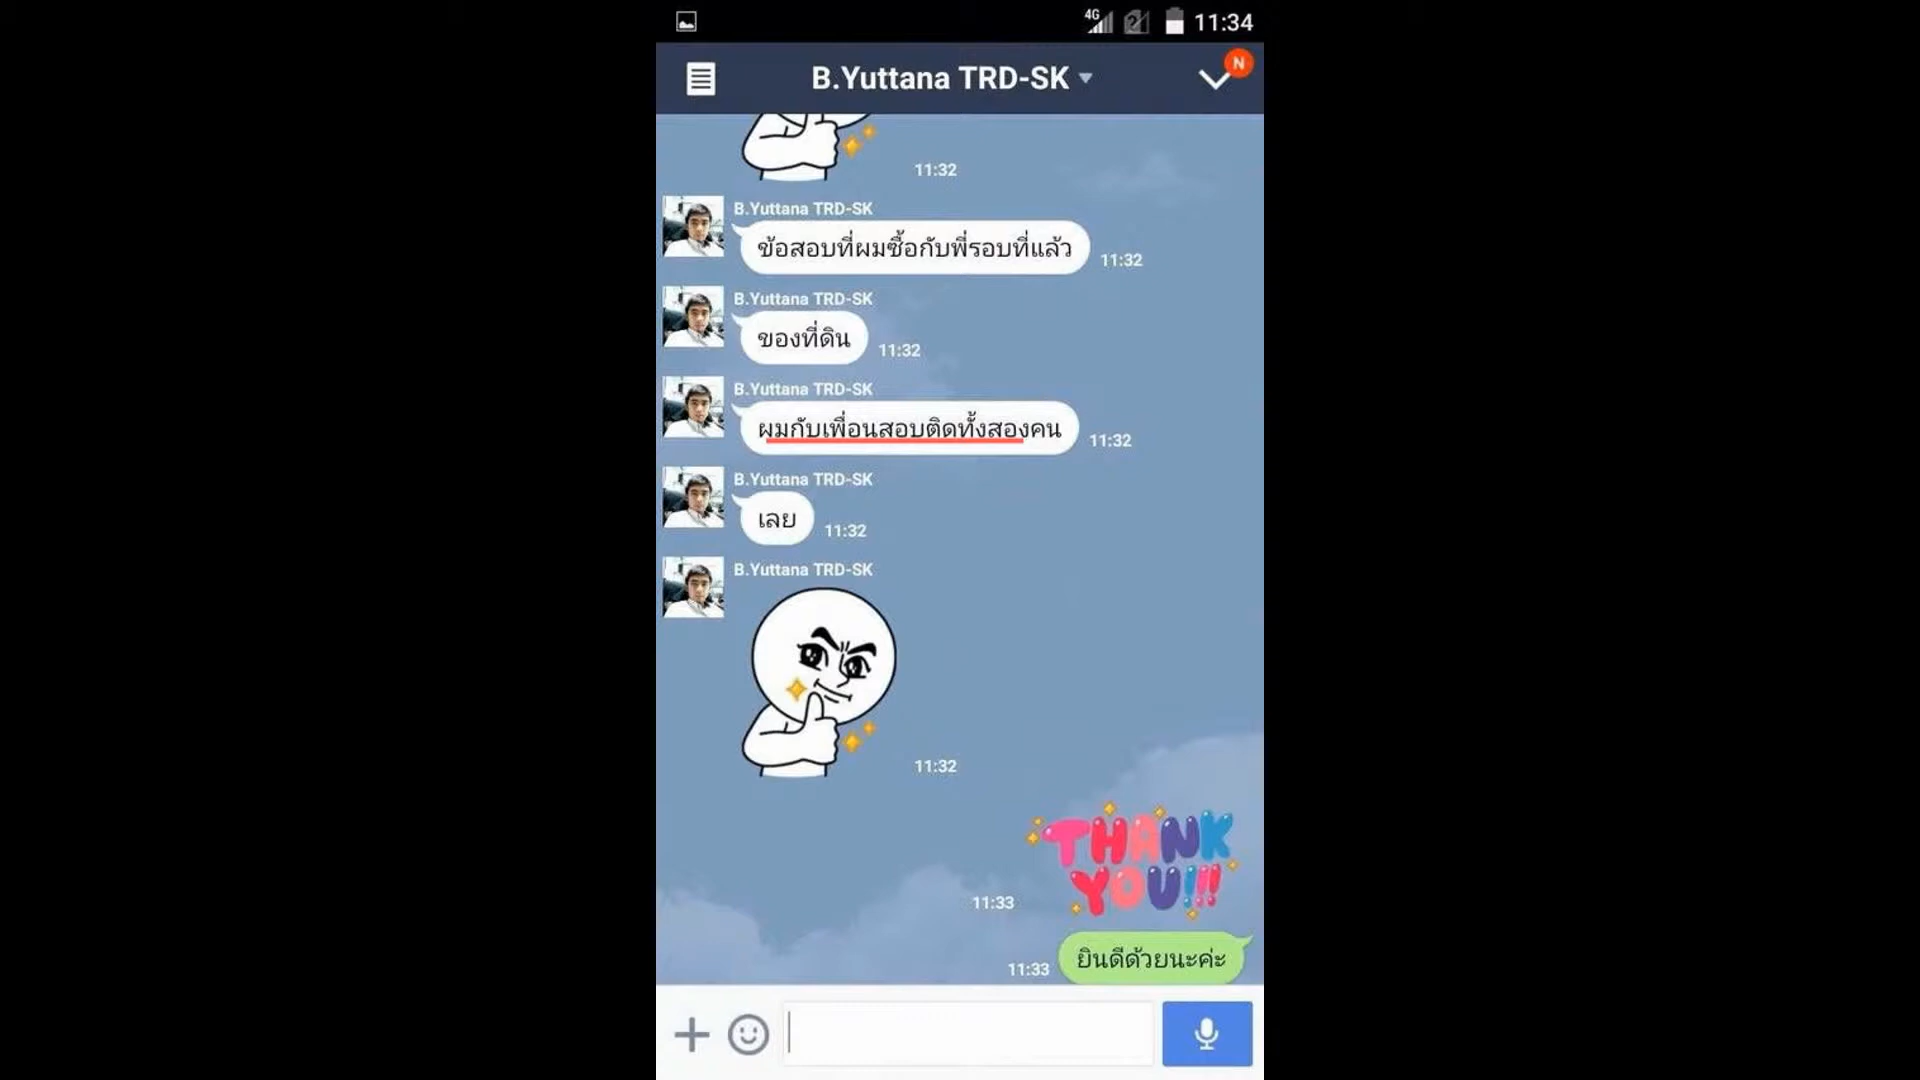 4G 11:34
B.Yuttana TRD-SK
N
11:32
B.Yuttana TRD-SK
ข้อสอบที่ผมซื้อกับพี่รอบที่แล้ว
11:32
B.Yuttana TRD-SK
ของที่ดิน
11:32
B.Yuttana TRD-SK
ผมกับเพื่อนสอบติดทั้งสองคน
11:32
B.Yuttana TRD-SK
เลย
11:32
B.Yuttana TRD-SK
11:32
THANK
YOU!!!
11:33
ยินดีด้วยนะค่ะ
11:33